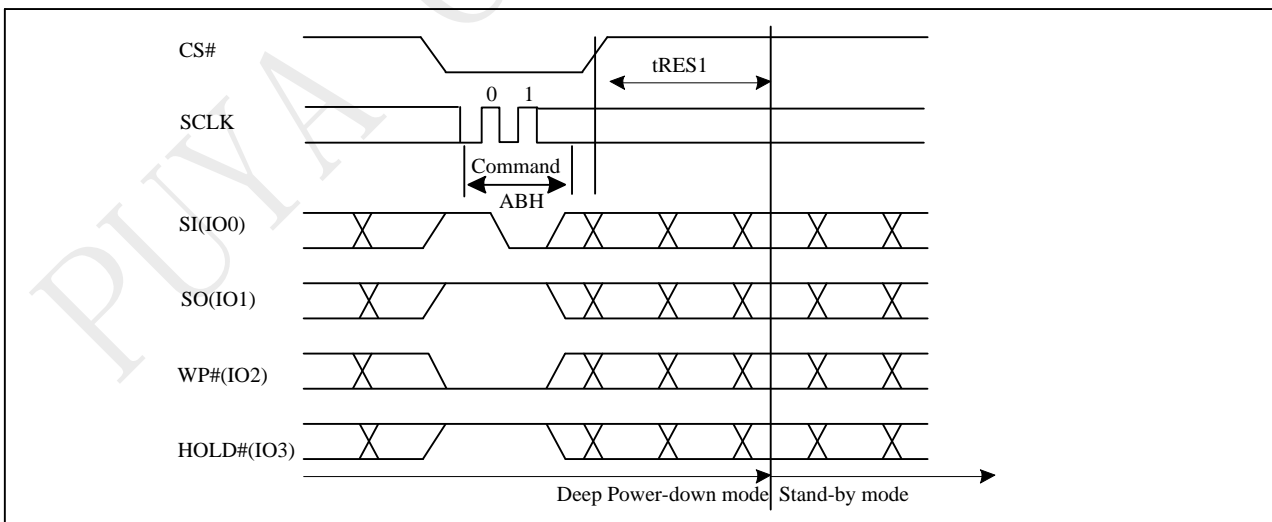 CS#
tRES1
0 1
SCLK
Command
ABH
SI(IO0)
SO(IO1)
WP#(IO2)
HOLD#(IO3)
Deep Power-down mode Stand-by mode
PUYA